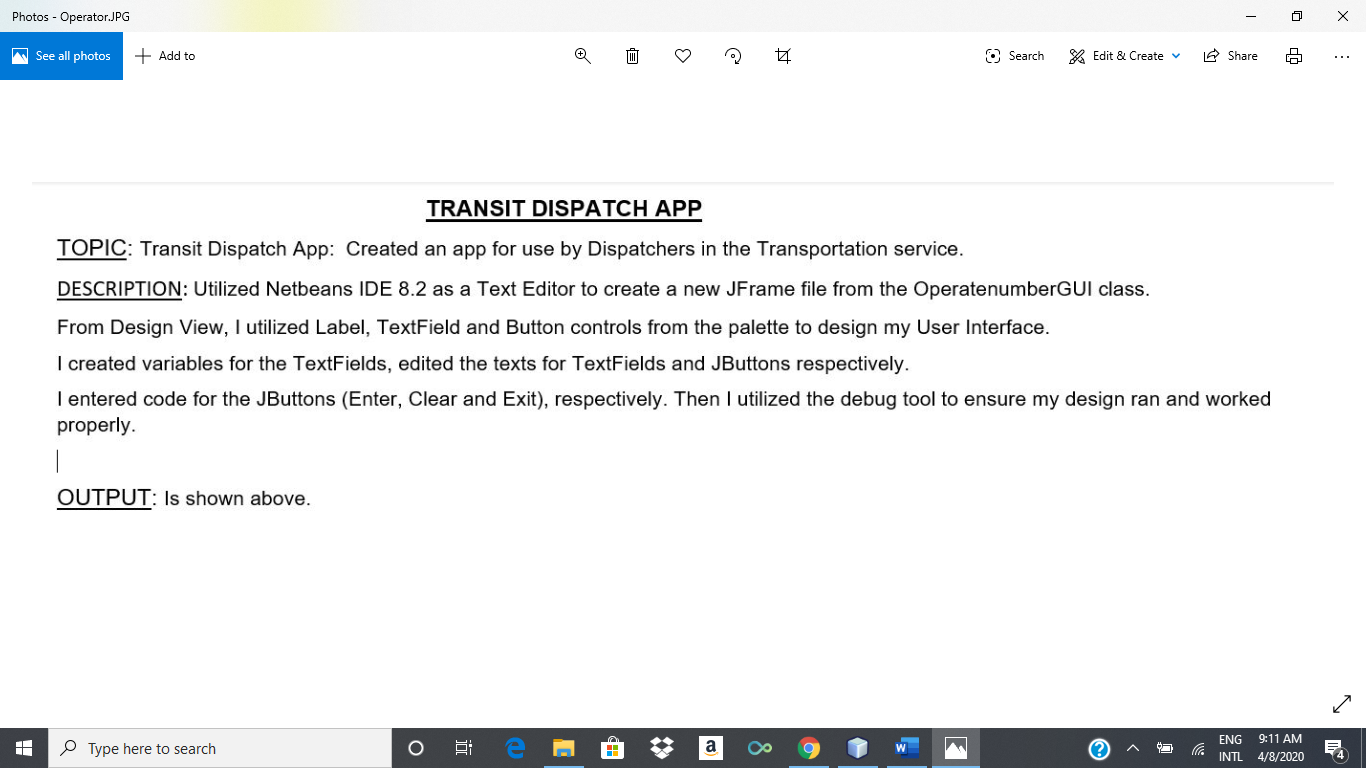 Photos - Operator.JPG
See all photos
Add to
Search
Edit & Create
Share
TRANSIT DISPATCH APP
TOPIC: Transit Dispatch App:  Created an app for use by Dispatchers in the Transportation service.
DESCRIPTION: Utilized Netbeans IDE 8.2 as a Text Editor to create a new JFrame file from the OperatenumberGUI class.
From Design View, I utilized Label, TextField and Button controls from the palette to design my User Interface.
I created variables for the TextFields, edited the texts for TextFields and JButtons respectively.
I entered code for the JButtons (Enter, Clear and Exit), respectively. Then I utilized the debug tool to ensure my design ran and worked
properly.
OUTPUT: Is shown above.
Type here to search
ENG
INTL
9:11 AM
4/8/2020
4